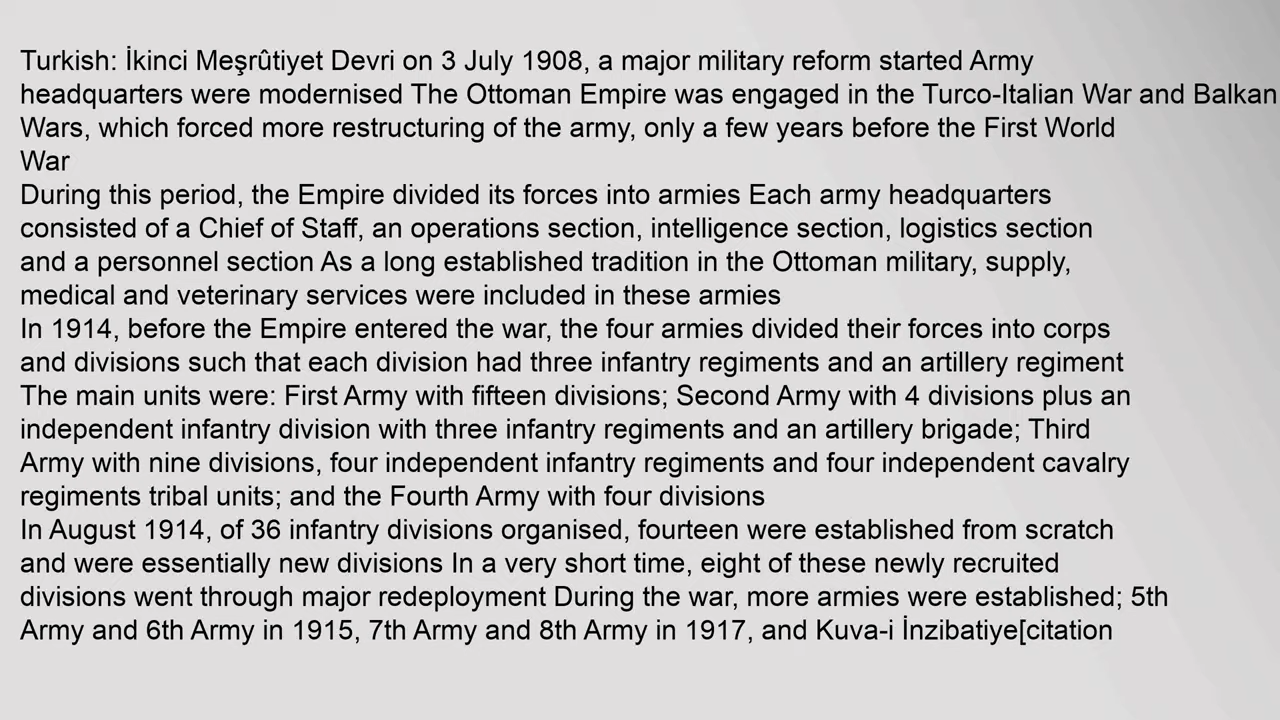 Turkish: İkinci Meşrûtiyet Devri on 3 July 1908, a major military reform started Army
headquarters were modernised The Ottoman Empire was engaged in the Turco-Italian War and Balkan
Wars, which forced more restructuring of the army, only a few years before the First World
War
During this period, the Empire divided its forces into armies Each army headquarters
consisted of a Chief of Staff, an operations section, intelligence section, logistics section
and a personnel section As a long established tradition in the Ottoman military, supply,
medical and veterinary services were included in these armies
In 1914, before the Empire entered the war, the four armies divided their forces into corps
and divisions such that each division had three infantry regiments and an artillery regiment
The main units were: First Army with fifteen divisions; Second Army with 4 divisions plus an
independent infantry division with three infantry regiments and an artillery brigade; Third
Army with nine divisions, four independent infantry regiments and four independent cavalry
regiments tribal units; and the Fourth Army with four divisions
In August 1914, of 36 infantry divisions organised, fourteen were established from scratch
and were essentially new divisions In a very short time, eight of these newly recruited
divisions went through major redeployment During the war, more armies were established; 5th
Army and 6th Army in 1915, 7th Army and 8th Army in 1917, and Kuva-i İnzibatiye[citation